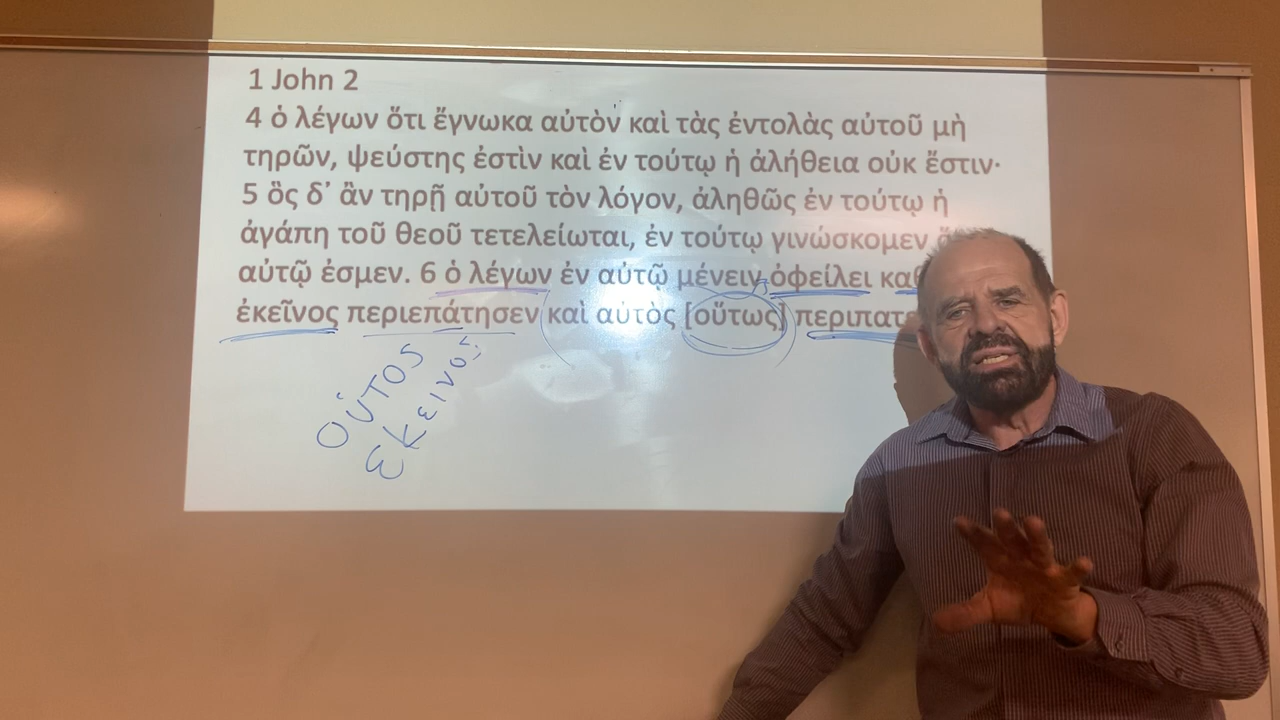 1 John 2
4 ὁ λέγων ὅτι ἔγνωκα αὐτὸν καὶ τὰς ἐντολὰς αὐτοῦ μὴ
τηρῶν, ψεύστης ἐστὶν καὶ ἐν τούτῳ ἡ ἀλήθεια οὐκ ἔστιν·
5 ὃς δ᾽ ἂν τηρῇ αὐτοῦ τὸν λόγον, ἀληθῶς ἐν τούτῳ ἡ
ἀγάπη τοῦ θεοῦ τετελείωται, ἐν τούτῳ γινώσκομεν
αὐτῷ ἐσμεν. 6 ὁ λέγων ἐν αὐτῷ μένειν ὀφείλει
ἐκεῖνος περιεπάτησεν καὶ αὐτὸς [οὕτως]
οὗτος
εκεινος